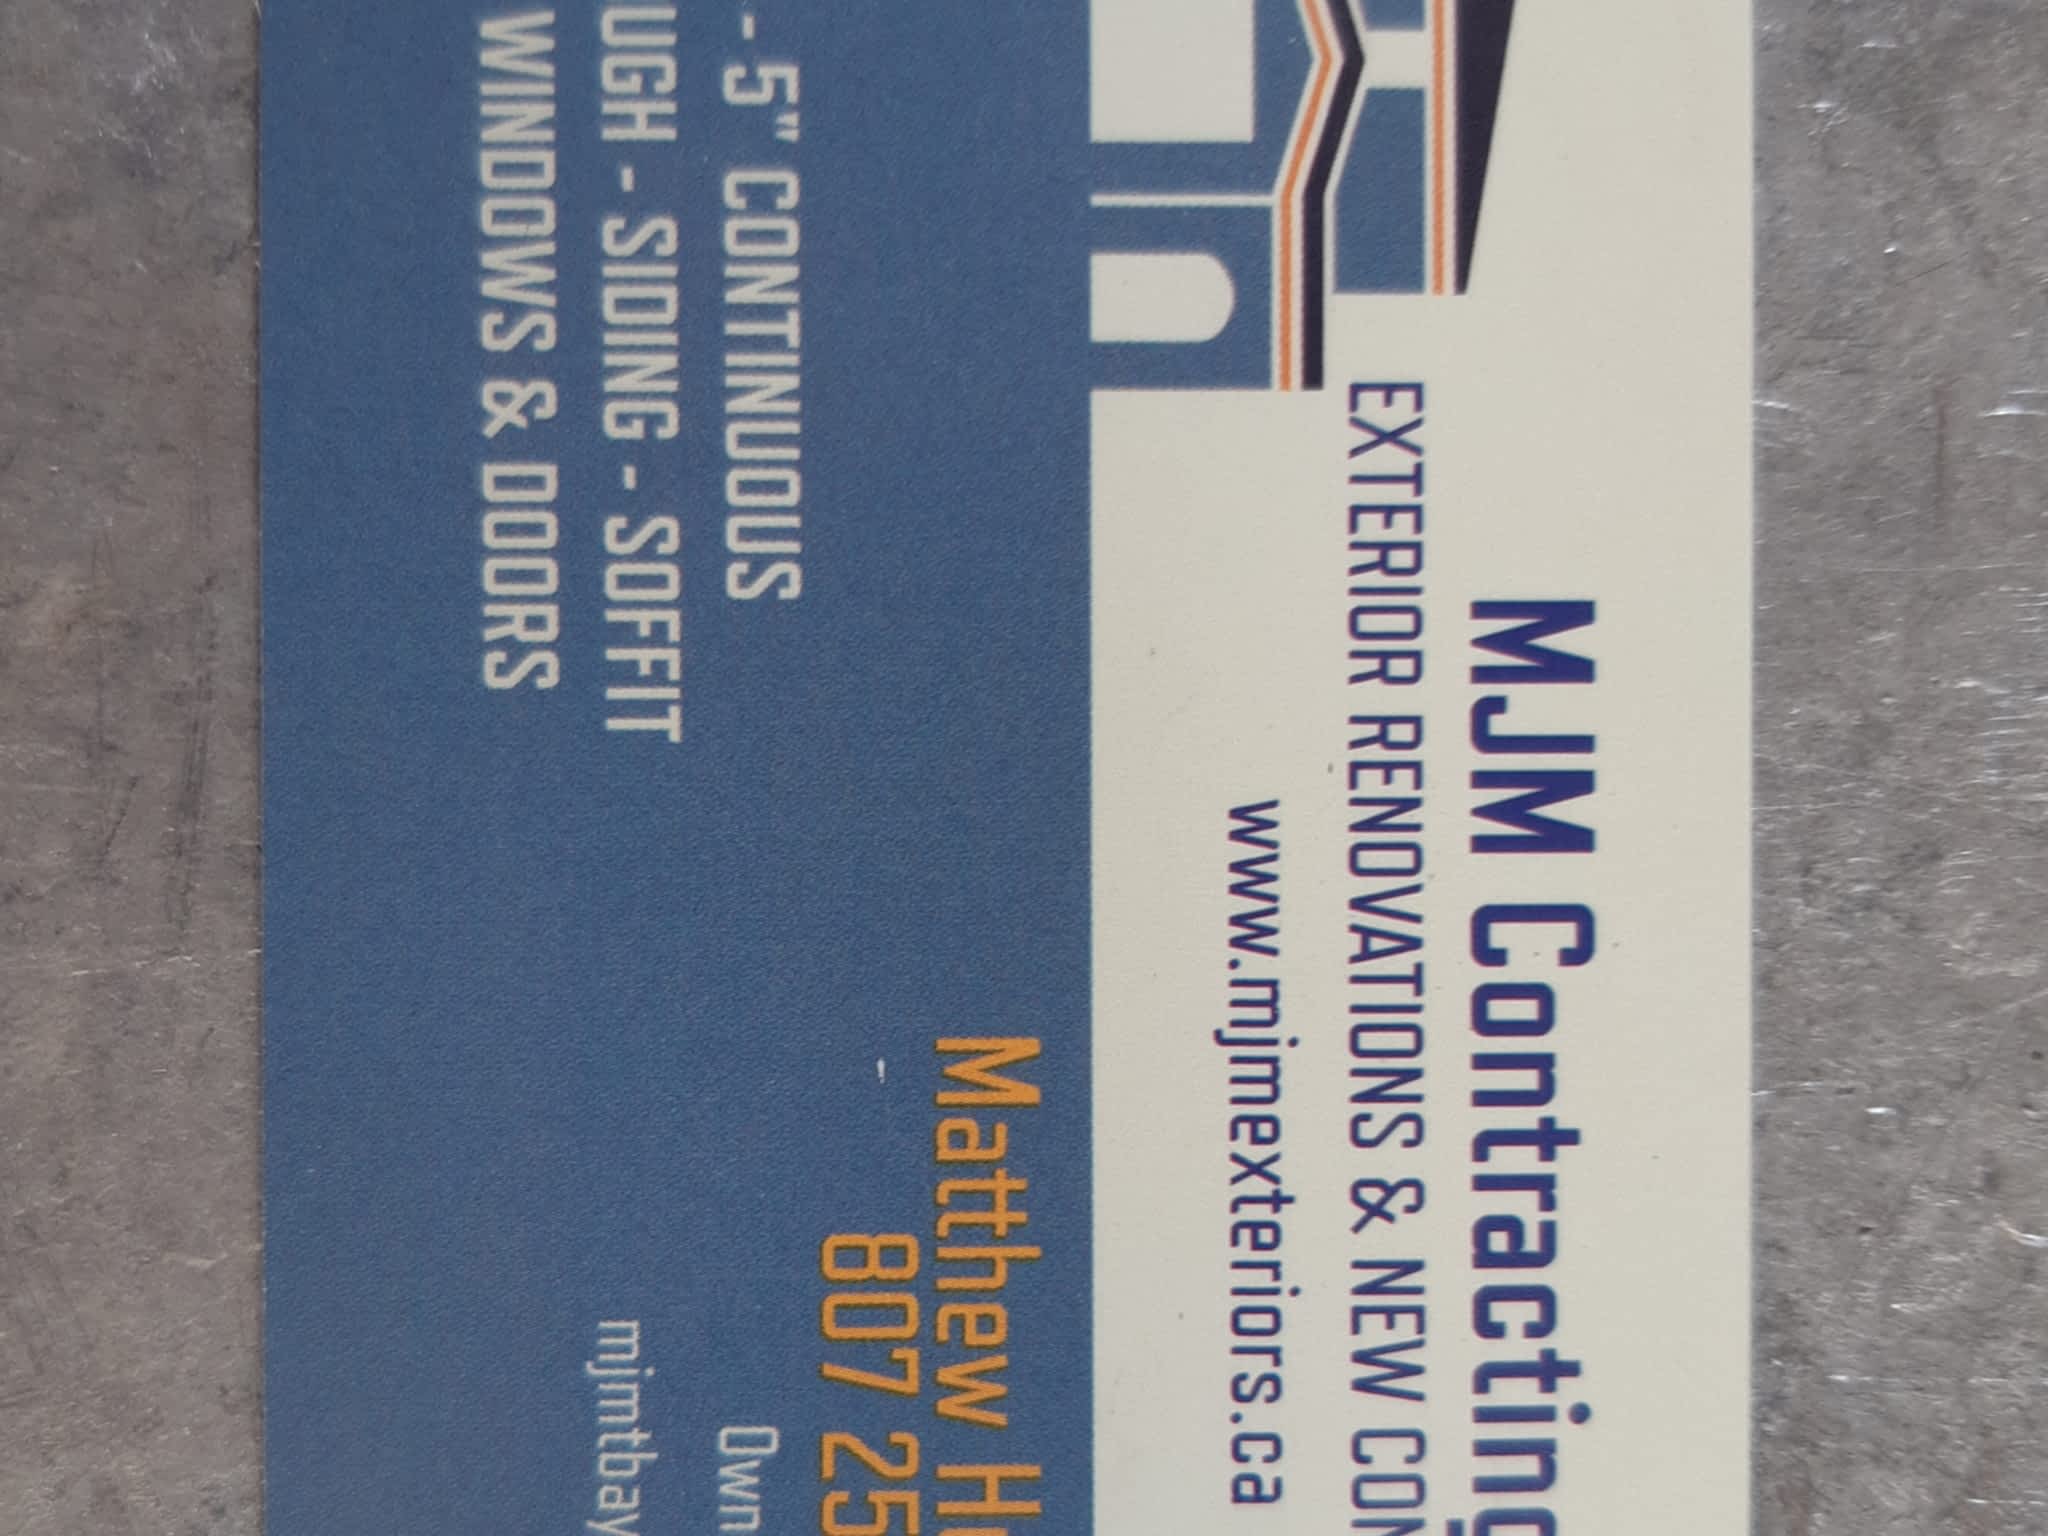 MJM Contracting
EXTERIOR RENOVATIONS & NEW CON
www.mjmexteriors.ca
Matthew H
807 25
- 5" CONTINUOUS
UGH - SIDING - SOFFIT
WINDOWS & DOORS
Own
mjmtbay